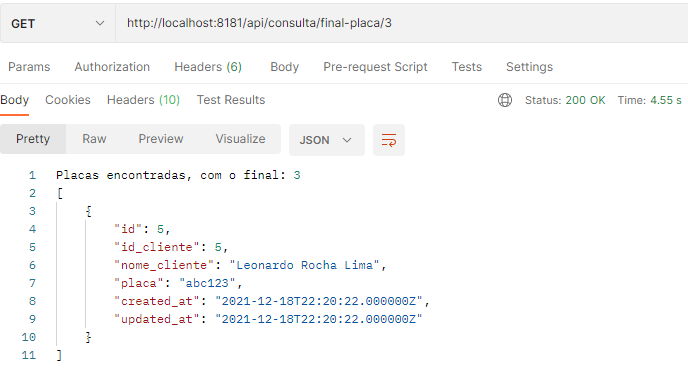 GET http://localhost:8181/api/consulta/final-placa/3
Params Authorization Headers (6) Body Pre-request Script Tests Settings
Body Cookies Headers (10) Test Results Status: 200 OK Time: 4.55 s
Pretty Raw Preview Visualize JSON
1 Placas encontradas, com o final: 3
2 [
3 {
4 "id": 5,
5 "id_cliente": 5,
6 "nome_cliente": "Leonardo Rocha Lima",
7 "placa": "abc123",
8 "created_at": "2021-12-18T22:20:22.000000Z",
9 "updated_at": "2021-12-18T22:20:22.000000Z"
10 }
11 ]